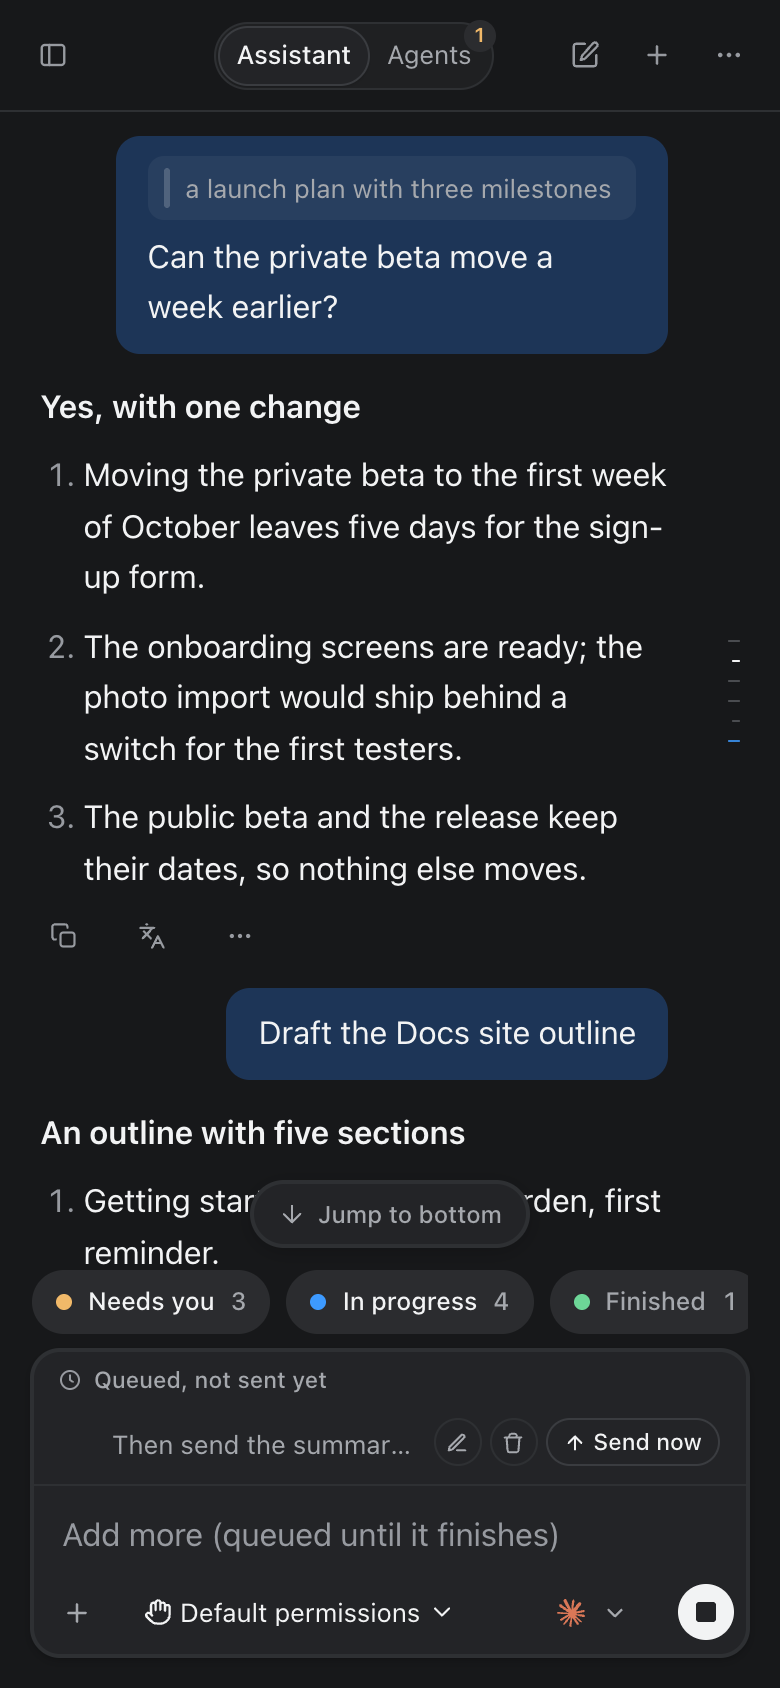 Assistant
Agents
1
a launch plan with three milestones
Can the private beta move a
week earlier?
Yes, with one change
1. Moving the private beta to the first week
of October leaves five days for the sign-
up form.
2. The onboarding screens are ready; the
photo import would ship behind a
switch for the first testers.
3. The public beta and the release keep
their dates, so nothing else moves.
Draft the Docs site outline
An outline with five sections
1. Getting first
reminder.
Jump to bottom
Needs you 3
In progress 4
Finished 1
Queued, not sent yet
Then send the summar...
Send now
Add more (queued until it finishes)
Default permissions